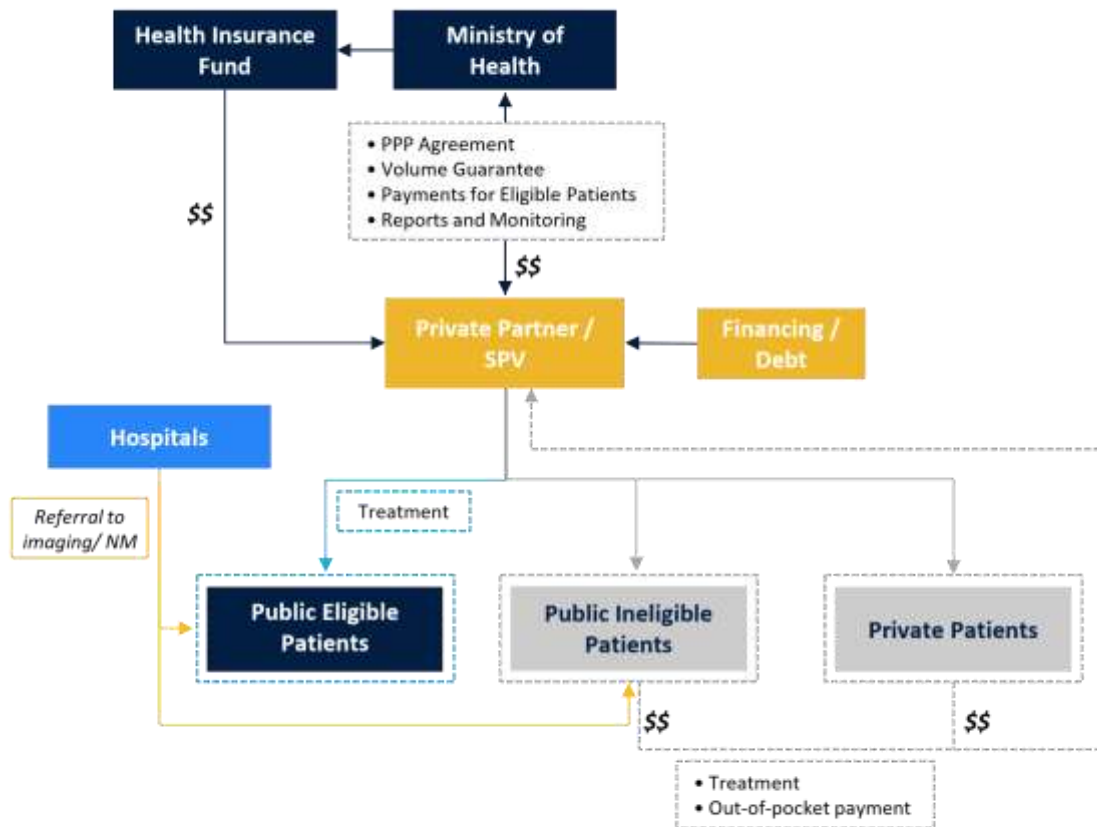 Health Insurance
Fund
Ministry of
Health
• PPP Agreement
• Volume Guarantee
• Payments for Eligible Patients
• Reports and Monitoring
$$
$$
Private Partner /
SPV
Financing /
Debt
Hospitals
Referral to
imaging/ NM
Treatment
Public Eligible
Patients
Public Ineligible
Patients
Private Patients
$$
$$
• Treatment
• Out-of-pocket payment